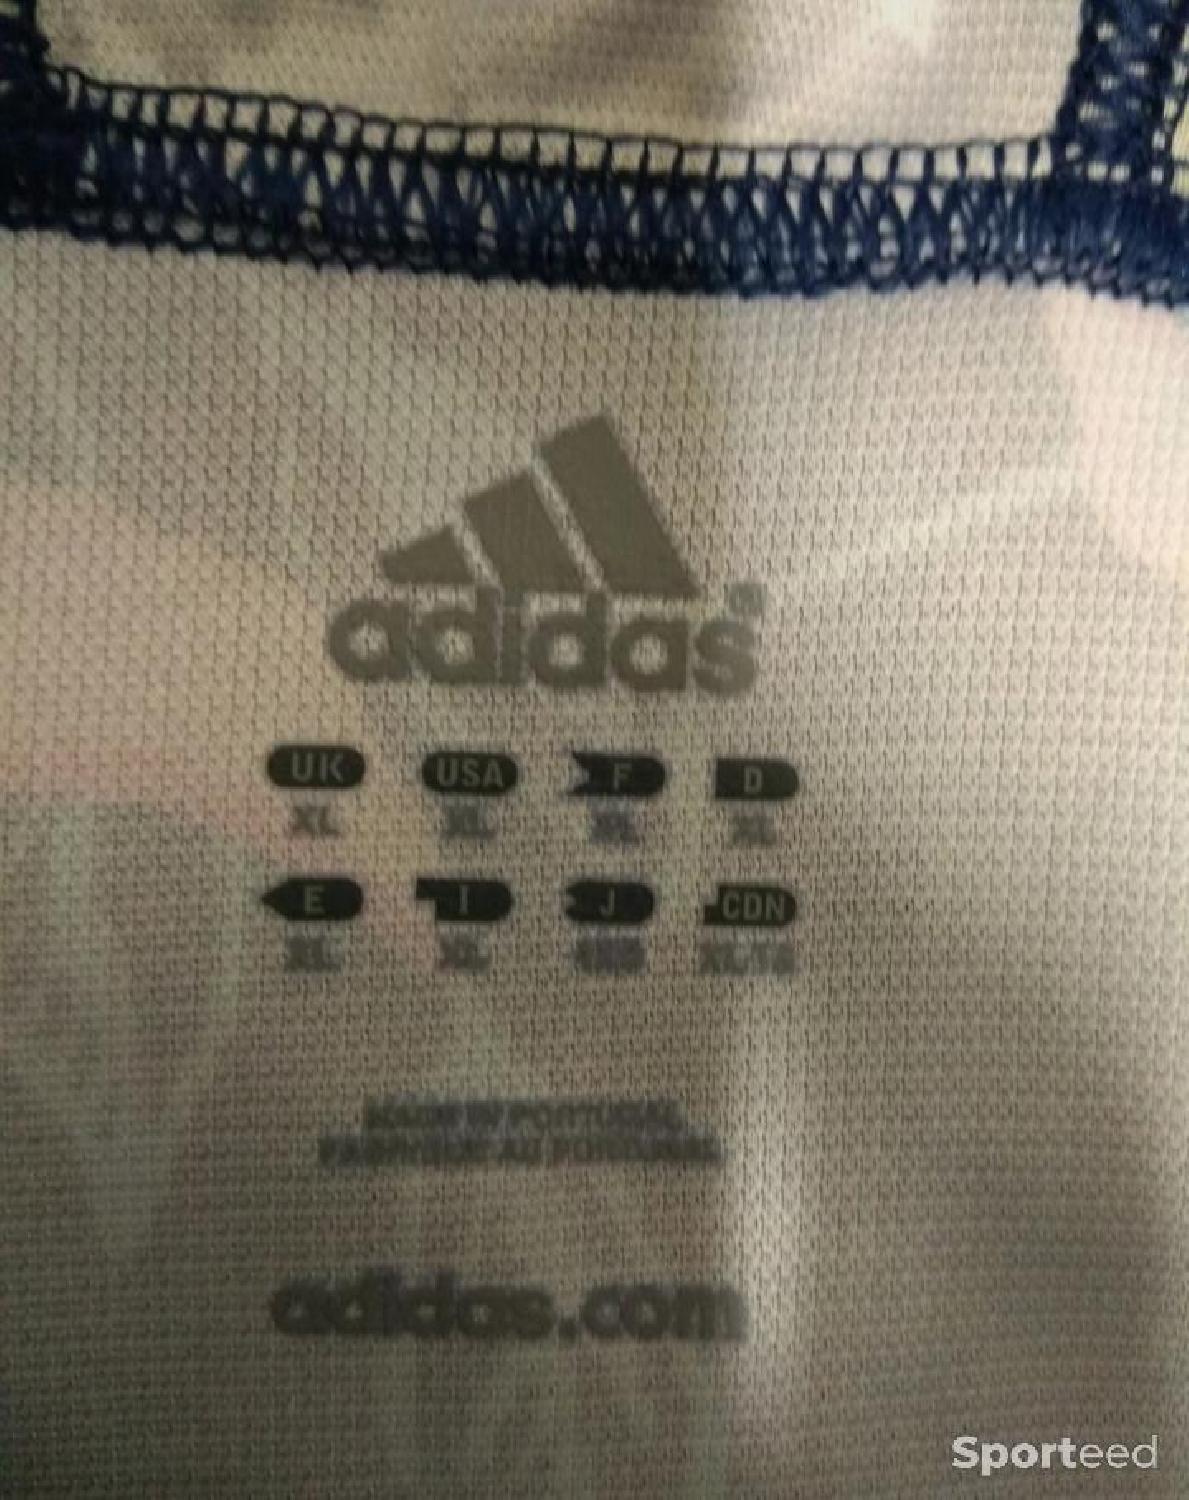 adidas®
UK USA F D
XL XL XL XL
E I J CDN
XL XL
MADE IN PORTUGAL
FABRIQUÉ AU PORTUGAL
adidas.com
Sporteed